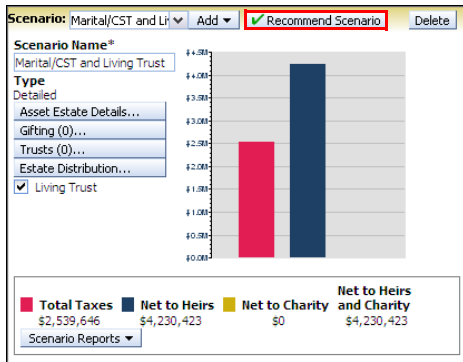 Scenario: Marital/CST and Liv Add Recommend Scenario Delete
Scenario Name*
Marital/CST and Living Trust
Type
Detailed
Asset Estate Details...
Gifting (0)...
Trusts (0)...
Estate Distribution...
Living Trust
$4.5M
$4.0M
$3.5M
$3.0M
$2.5M
$2.0M
$1.5M
$1.0M
$0.5M
$0.0M
Total Taxes Net to Heirs Net to Charity Net to Heirs and Charity
$2,539,646 $4,230,423 $0 $4,230,423
Scenario Reports